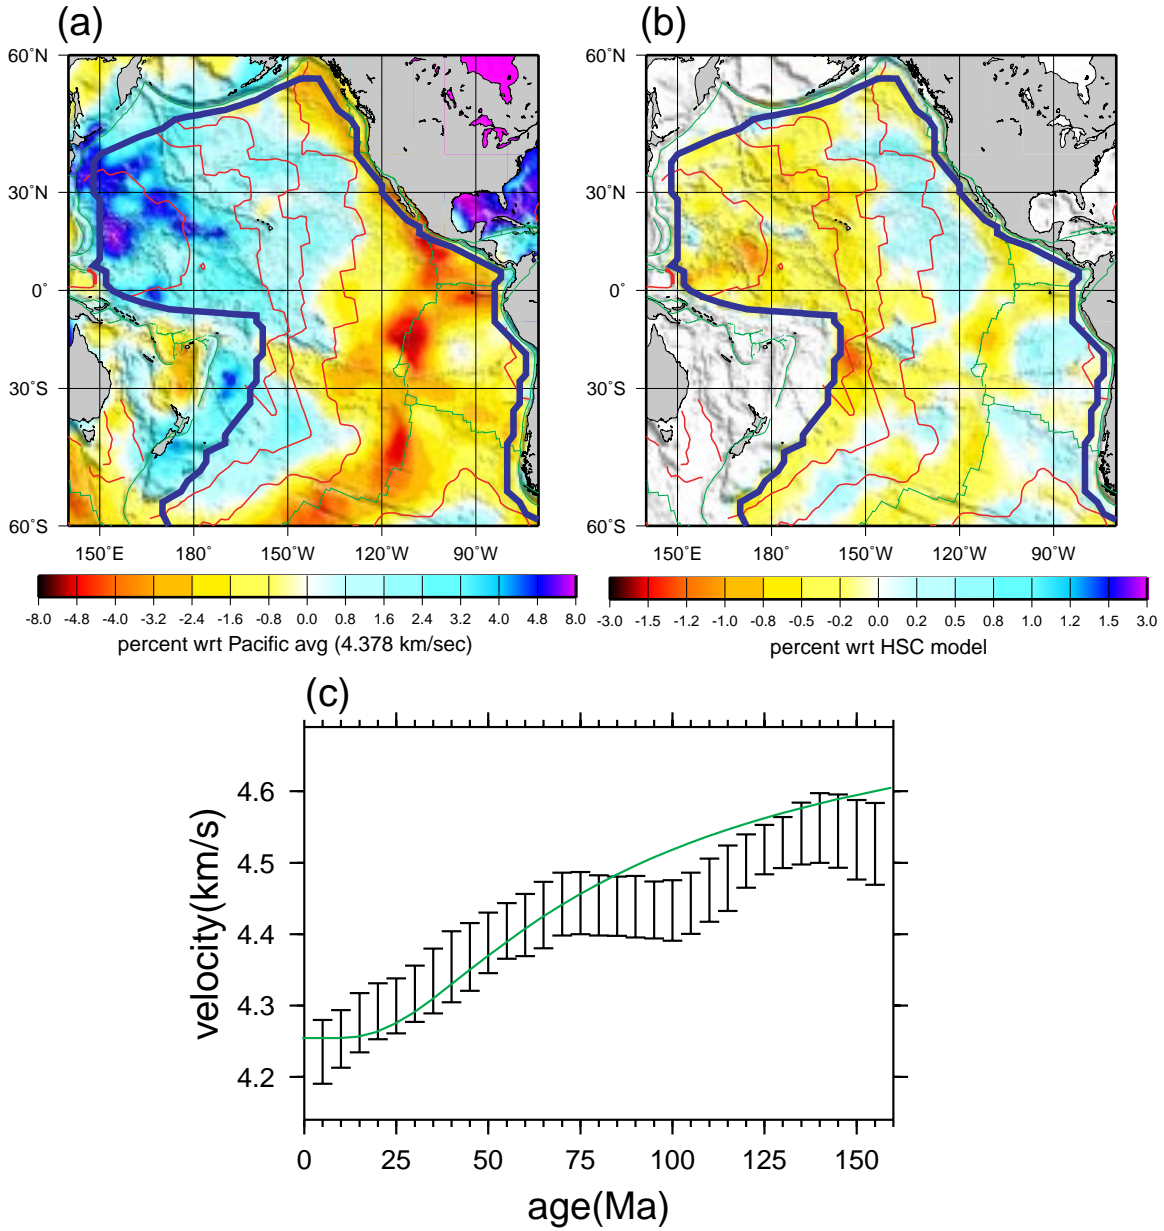 (a)
(b)
60˚N
30˚N
0˚
30˚S
60˚S
150˚E
180˚
150˚W
120˚W
90˚W
60˚N
30˚N
0˚
30˚S
60˚S
150˚E
180˚
150˚W
120˚W
90˚W
-8.0 -4.8 -4.0 -3.2 -2.4 -1.6 -0.8 0.0 0.8 1.6 2.4 3.2 4.0 4.8 8.0
percent wrt Pacific avg (4.378 km/sec)
-3.0 -1.5 -1.2 -1.0 -0.8 -0.5 -0.2 0.0 0.2 0.5 0.8 1.0 1.2 1.5 3.0
percent wrt HSC model
(c)
velocity(km/s)
4.6
4.5
4.4
4.3
4.2
0 25 50 75 100 125 150
age(Ma)